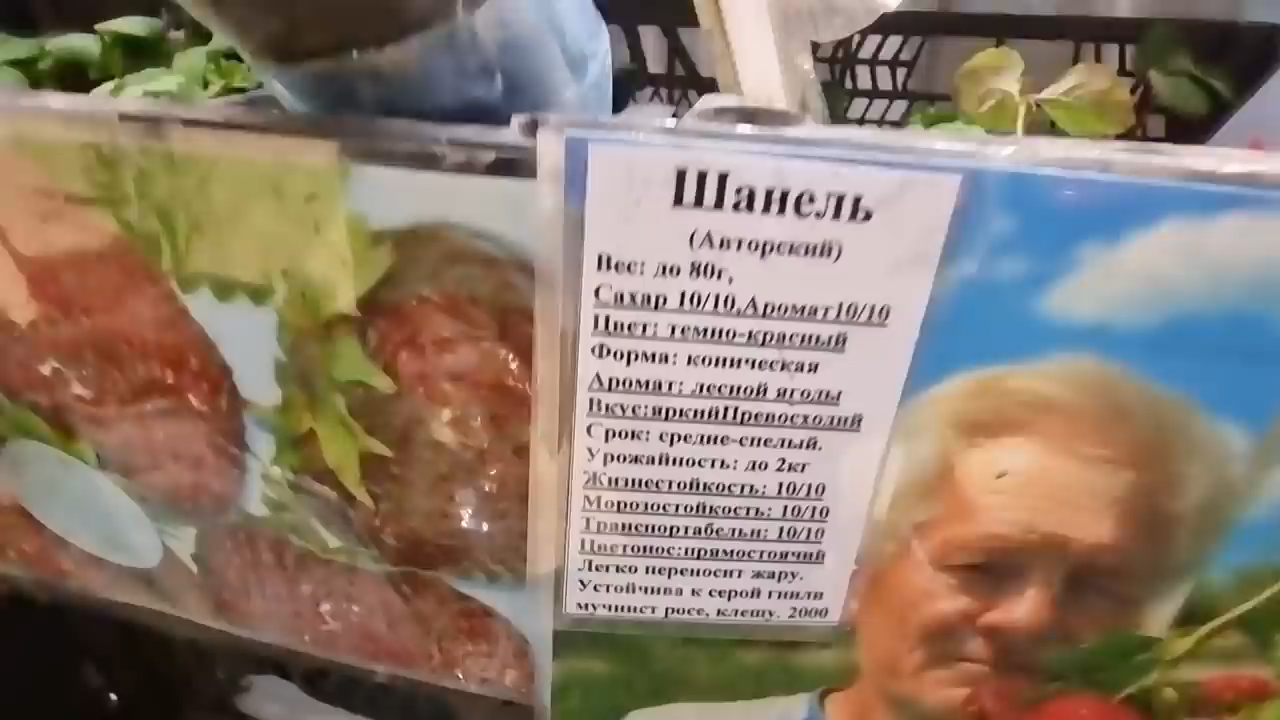 Шанель
(Авторский)
Вес: до 80г,
Сахар 10/10,Аромат10/10
Цвет: темно-красный
Форма: коническая
Аромат: лесной ягоды
Вкус:яркийПревосходий
Срок: средне-спелый.
Урожайность: до 2кг
Жизнестойкость: 10/10
Морозостойкость: 10/10
Транспортабельн: 10/10
Цветонос:прямостоячий
Легко переносит жару.
Устойчива к серой гнили
мучнист росе, клещу. 2000